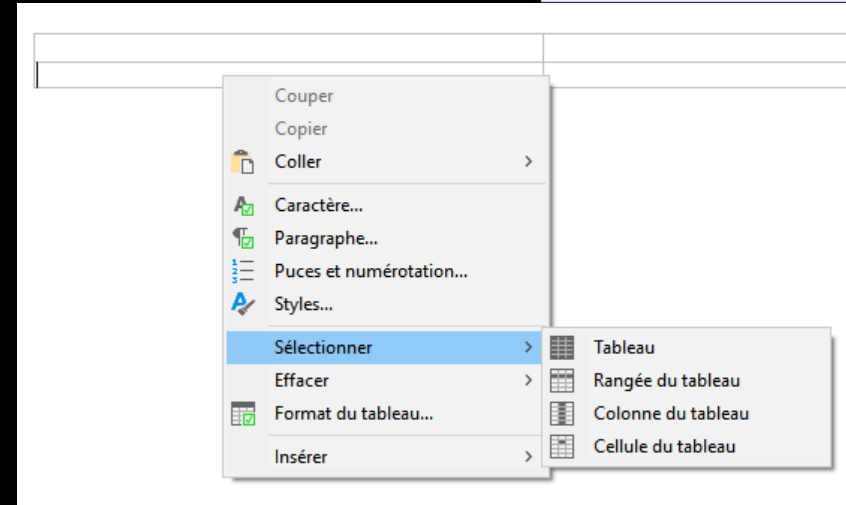 Couper
Copier
Coller
Caractère...
Paragraphe...
Puces et numérotation...
Styles...
Sélectionner
Effacer
Format du tableau...
Insérer
Tableau
Rangée du tableau
Colonne du tableau
Cellule du tableau